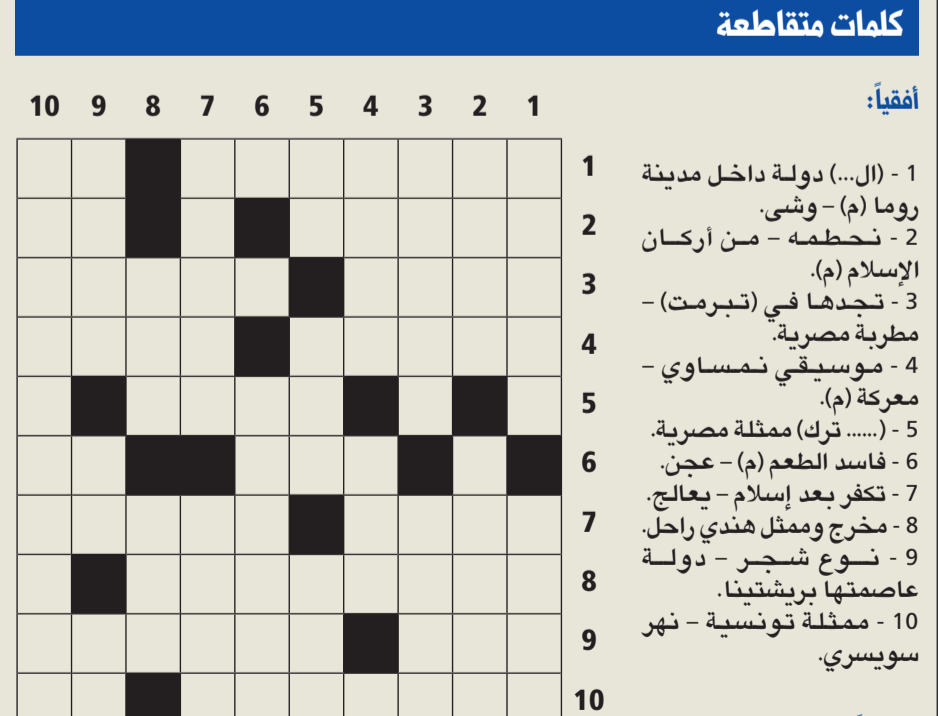 كلمات متقاطعة
أفقياً:
1 - (ال...) دولة داخل مدينة
روما (م) – وشى.
2 - نحطمه – من أركان
الإسلام (م).
3 - تجدها في (تبرمت) –
مطربة مصرية.
4 - موسيقي نمساوي –
معركة (م).
5 - (...... ترك) ممثلة مصرية.
6 - فاسد الطعم (م) – عجن.
7 - تكفر بعد إسلام – يعالج.
8 - مخرج وممثل هندي راحل.
9 - نوع شجر – دولة
عاصمتها بريشتينا.
10 - ممثلة تونسية – نهر
سويسري.
10 9 8 7 6 5 4 3 2 1
1
2
3
4
5
6
7
8
9
10